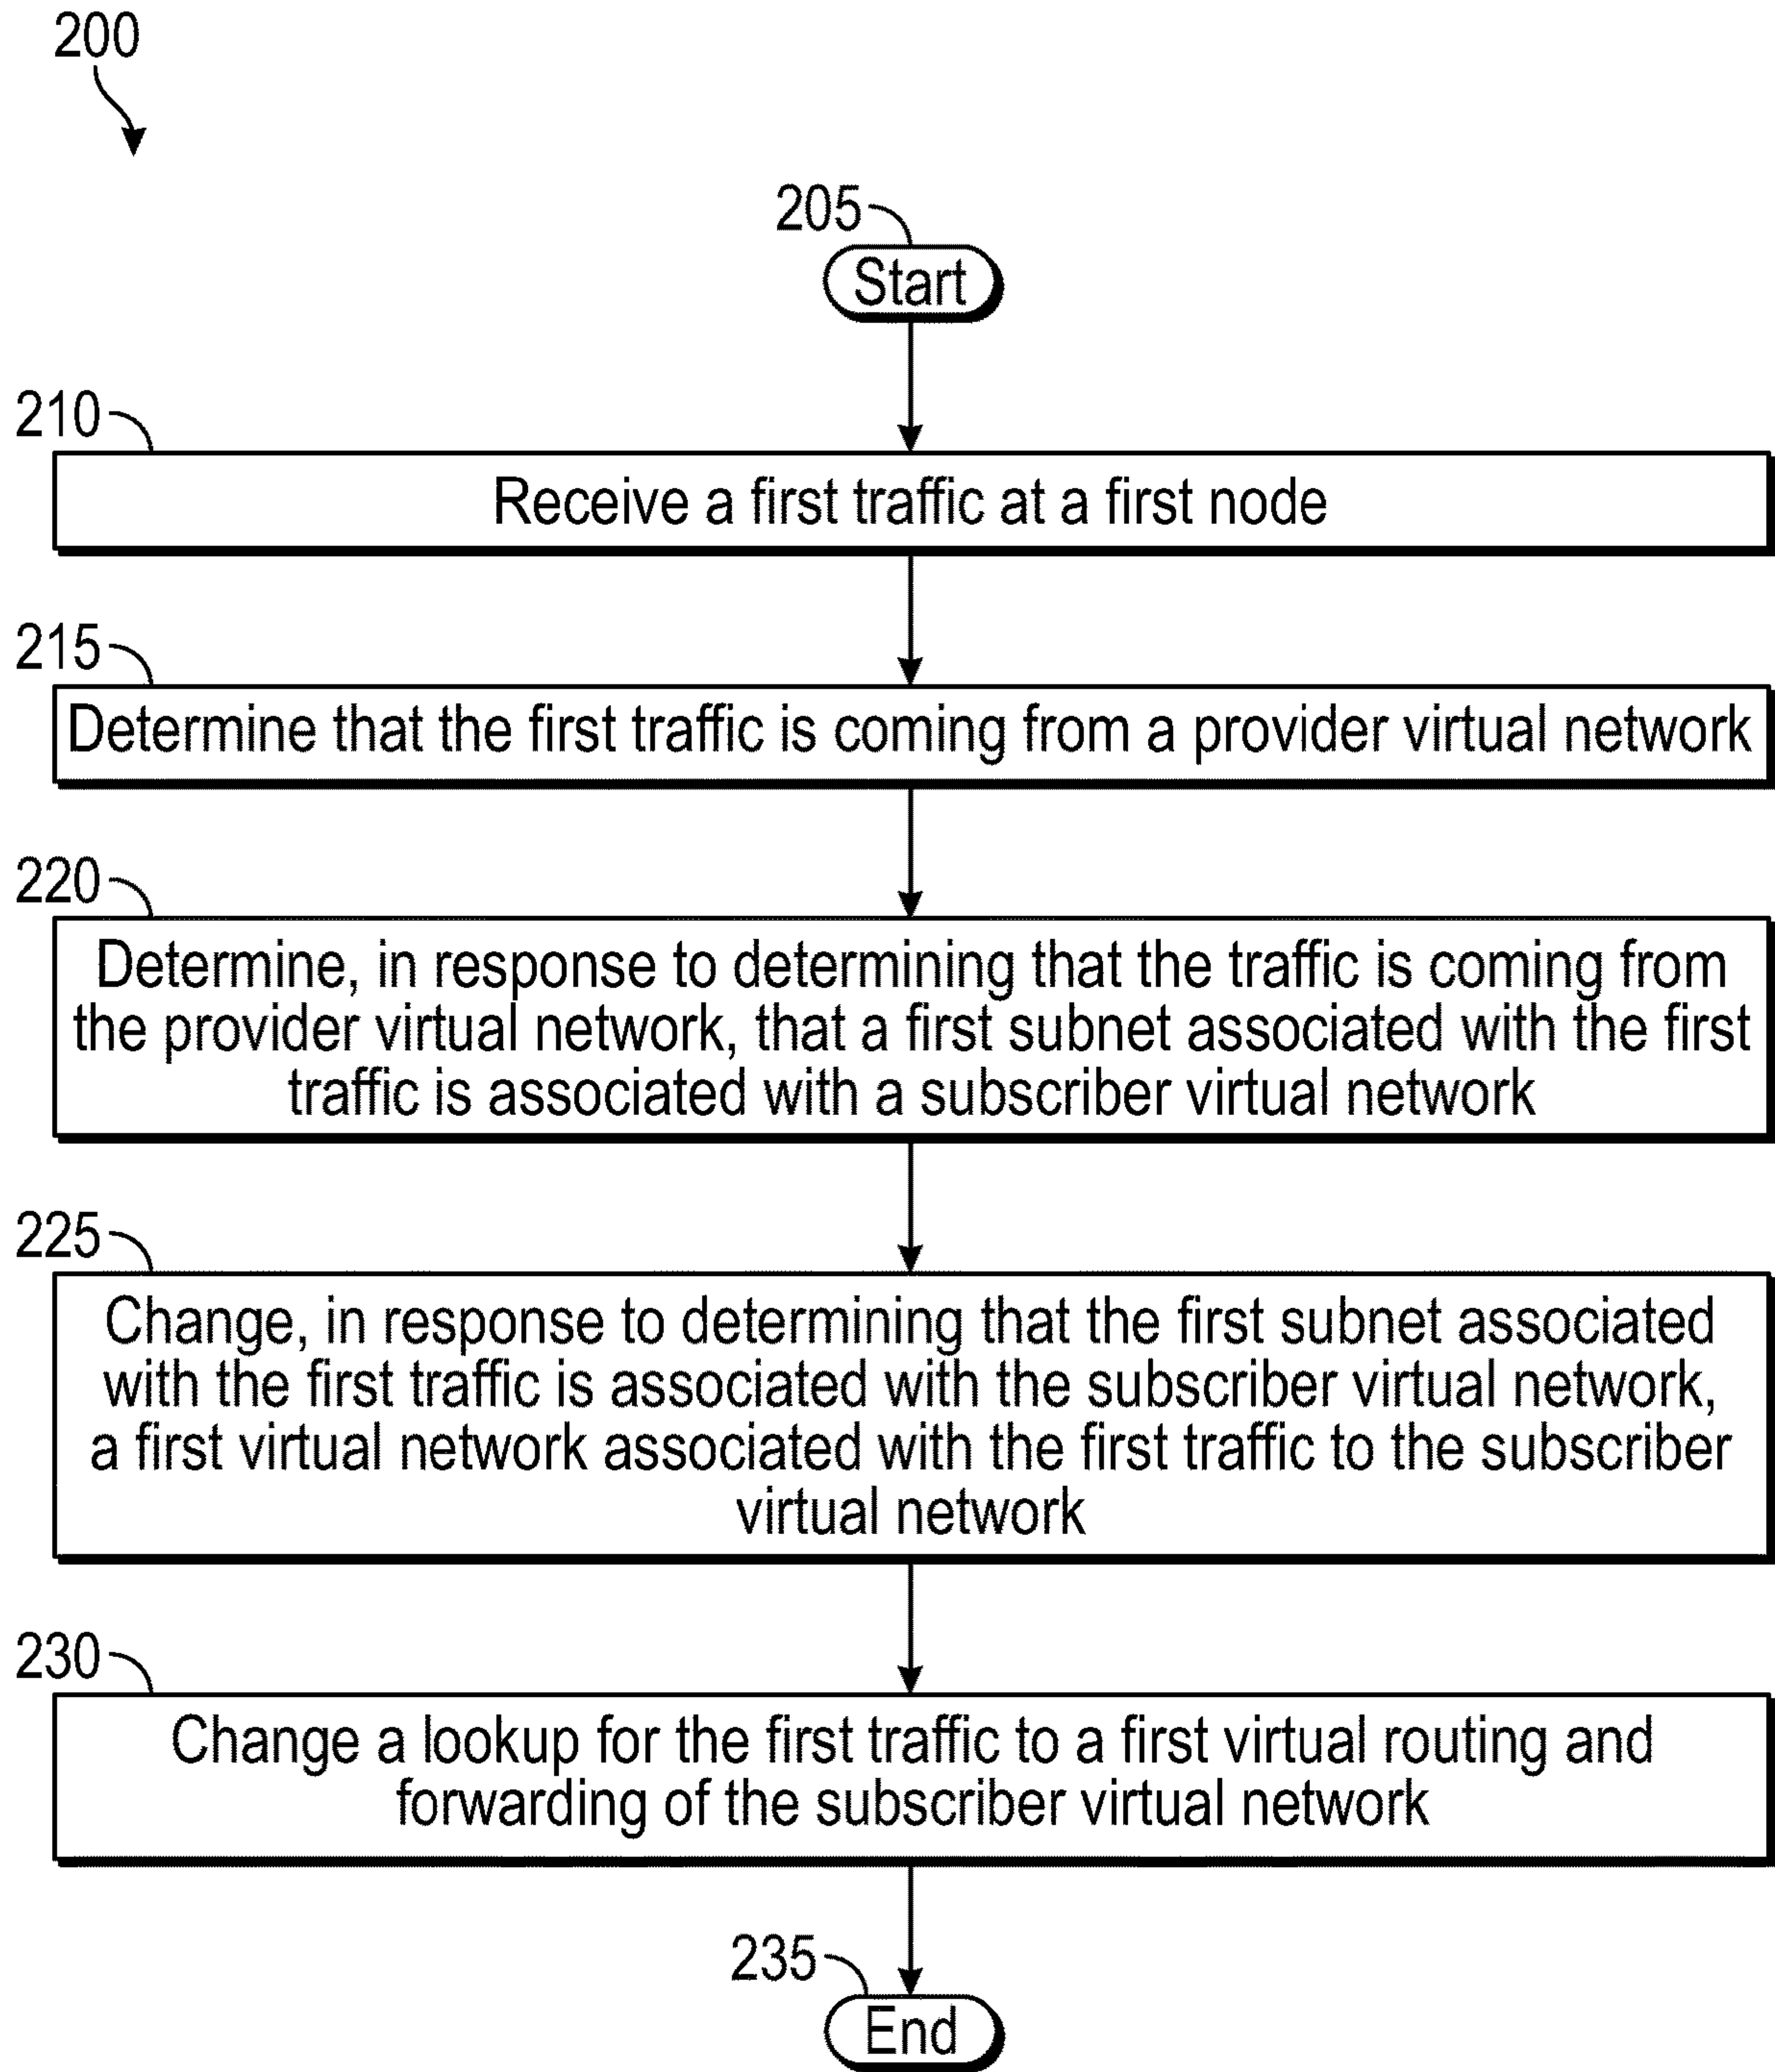 200
205
Start
210
Receive a first traffic at a first node
215
Determine that the first traffic is coming from a provider virtual network
220
Determine, in response to determining that the traffic is coming from
the provider virtual network, that a first subnet associated with the first
traffic is associated with a subscriber virtual network
225
Change, in response to determining that the first subnet associated
with the first traffic is associated with the subscriber virtual network,
a first virtual network associated with the first traffic to the subscriber
virtual network
230
Change a lookup for the first traffic to a first virtual routing and
forwarding of the subscriber virtual network
235
End